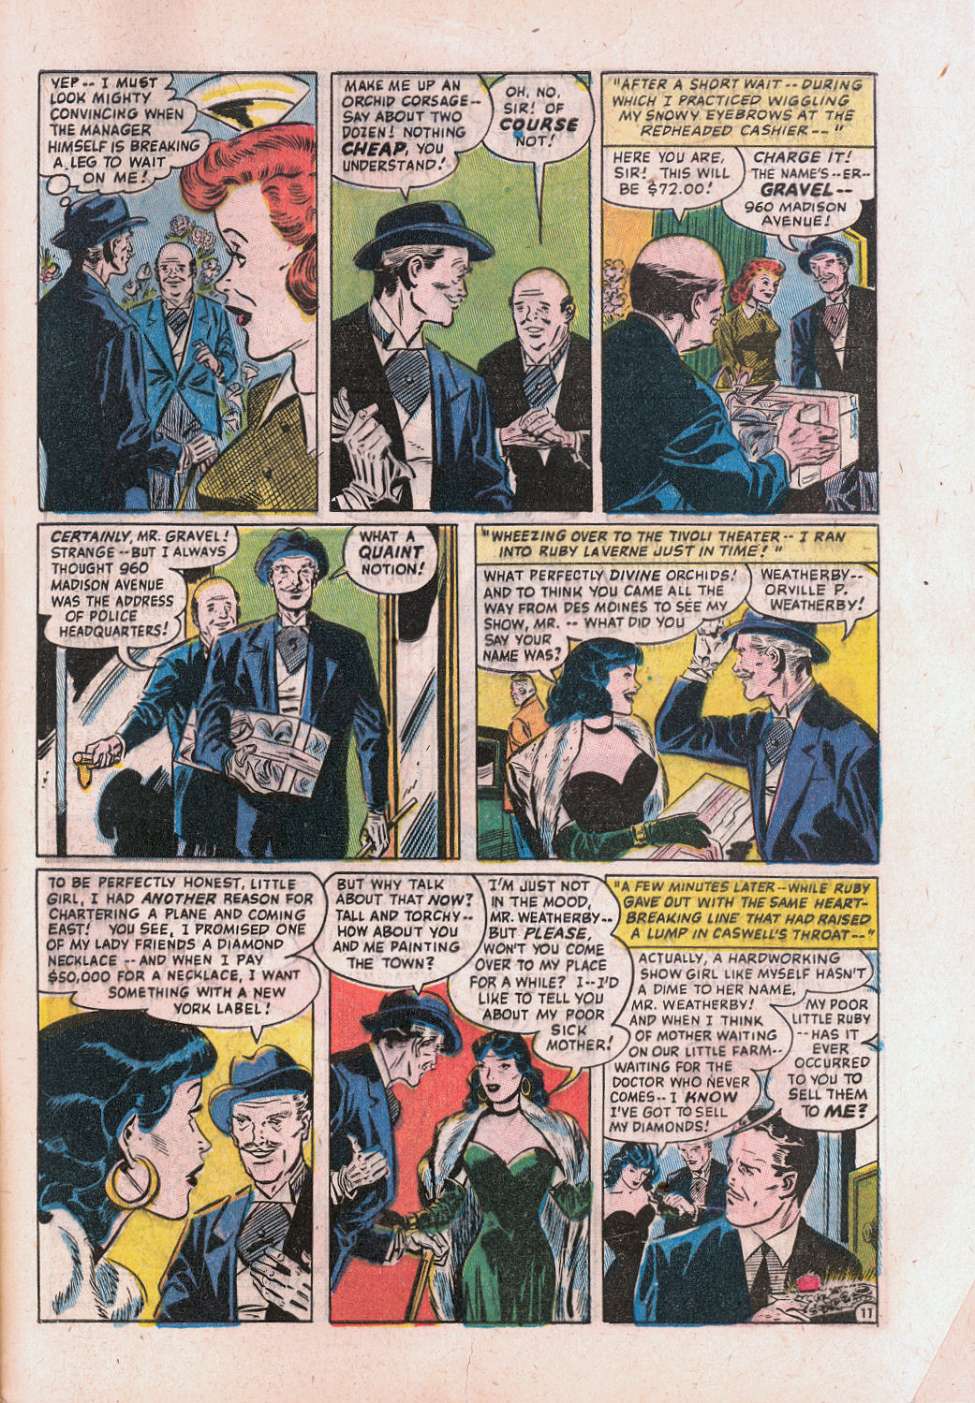 YEP -- I MUST
LOOK MIGHTY
CONVINCING WHEN
THE MANAGER
HIMSELF IS BREAKING
A LEG TO WAIT
ON ME!
MAKE ME UP AN
ORCHID CORSAGE--
SAY ABOUT TWO
DOZEN! NOTHING
CHEAP, YOU
UNDERSTAND!
OH, NO,
SIR! OF
COURSE
NOT!
"AFTER A SHORT WAIT -- DURING
WHICH I PRACTICED WIGGLING
MY SNOWY EYEBROWS AT THE
REDHEADED CASHIER -- "
HERE YOU ARE,
SIR! THIS WILL
BE $72.00!
CHARGE IT!
THE NAME'S --ER--
GRAVEL --
960 MADISON
AVENUE!
CERTAINLY, MR. GRAVEL!
STRANGE -- BUT I ALWAYS
THOUGHT 960
MADISON AVENUE
WAS THE ADDRESS
OF POLICE
HEADQUARTERS!
WHAT A
QUAINT
NOTION!
"WHEEZING OVER TO THE TIVOLI THEATER -- I RAN
INTO RUBY LAVERNE JUST IN TIME! "
WHAT PERFECTLY DIVINE ORCHIDS!
AND TO THINK YOU CAME ALL THE
WAY FROM DES MOINES TO SEE MY
SHOW, MR. -- WHAT DID YOU
SAY YOUR
NAME WAS?
WEATHERBY--
ORVILLE P.
WEATHERBY!
TO BE PERFECTLY HONEST, LITTLE
GIRL, I HAD ANOTHER REASON FOR
CHARTERING A PLANE AND COMING
EAST! YOU SEE, I PROMISED ONE
OF MY LADY FRIENDS A DIAMOND
NECKLACE -- AND WHEN I PAY
$50,000 FOR A NECKLACE, I WANT
SOMETHING WITH A NEW
YORK LABEL!
BUT WHY TALK
ABOUT THAT NOW?
TALL AND TORCHY--
HOW ABOUT YOU
AND ME PAINTING
THE TOWN?
I'M JUST NOT
IN THE MOOD,
MR. WEATHERBY--
BUT PLEASE,
WON'T YOU COME
OVER TO MY PLACE
FOR A WHILE? I--I'D
LIKE TO TELL YOU
ABOUT MY POOR
SICK
MOTHER!
"A FEW MINUTES LATER--WHILE RUBY
GAVE OUT WITH THE SAME HEART-
BREAKING LINE THAT HAD RAISED
A LUMP IN CASWELL'S THROAT --"
ACTUALLY, A HARDWORKING
SHOW GIRL LIKE MYSELF HASN'T
A DIME TO HER NAME,
MR. WEATHERBY!
AND WHEN I THINK
OF MOTHER WAITING
ON OUR LITTLE FARM--
WAITING FOR THE
DOCTOR WHO NEVER
COMES -- I KNOW
I'VE GOT TO SELL
MY DIAMONDS!
MY POOR
LITTLE RUBY
--HAS IT
EVER
OCCURRED
TO YOU TO
SELL THEM
TO ME?
11